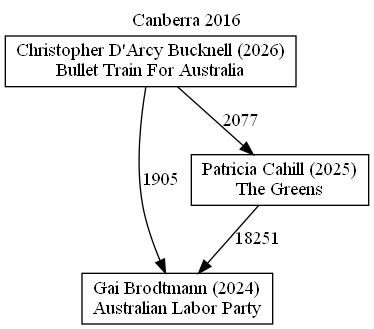 Canberra 2016
Christopher D'Arcy Bucknell (2026)
Bullet Train For Australia
2077
Patricia Cahill (2025)
The Greens
1905
18251
Gai Brodtmann (2024)
Australian Labor Party